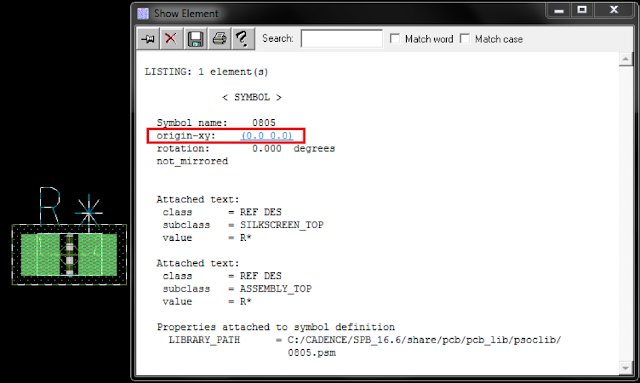 Show Element
Search:
Match word
Match case
LISTING: 1 element(s)
< SYMBOL >
Symbol name: 0805
origin-xy: (0.0 0.0)
rotation: 0.000 degrees
not_mirrored
Attached text:
class = REF DES
subclass = SILKSCREEN_TOP
value = R*
Attached text:
class = REF DES
subclass = ASSEMBLY_TOP
value = R*
Properties attached to symbol definition
LIBRARY_PATH = C:/CADENCE/SPB_16.6/share/pcb/pcb_lib/psoclib/
0805.psm
R*